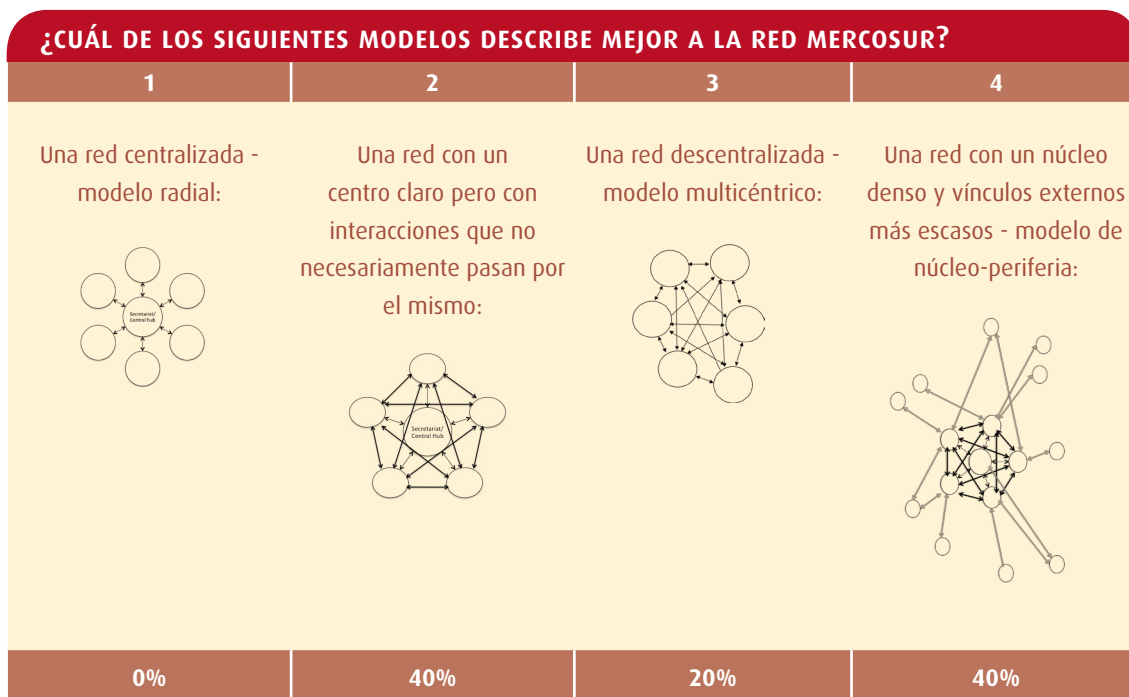 ¿CUÁL DE LOS SIGUIENTES MODELOS DESCRIBE MEJOR A LA RED MERCOSUR?
1
2
3
4
Una red centralizada -
modelo radial:
Una red con un
centro claro pero con
interacciones que no
necesariamente pasan por
el mismo:
Una red descentralizada -
modelo multicéntrico:
Una red con un núcleo
denso y vínculos externos
más escasos - modelo de
núcleo-periferia:
Secretariat/
Central hub
Secretariat/
Central Hub
0%
40%
20%
40%